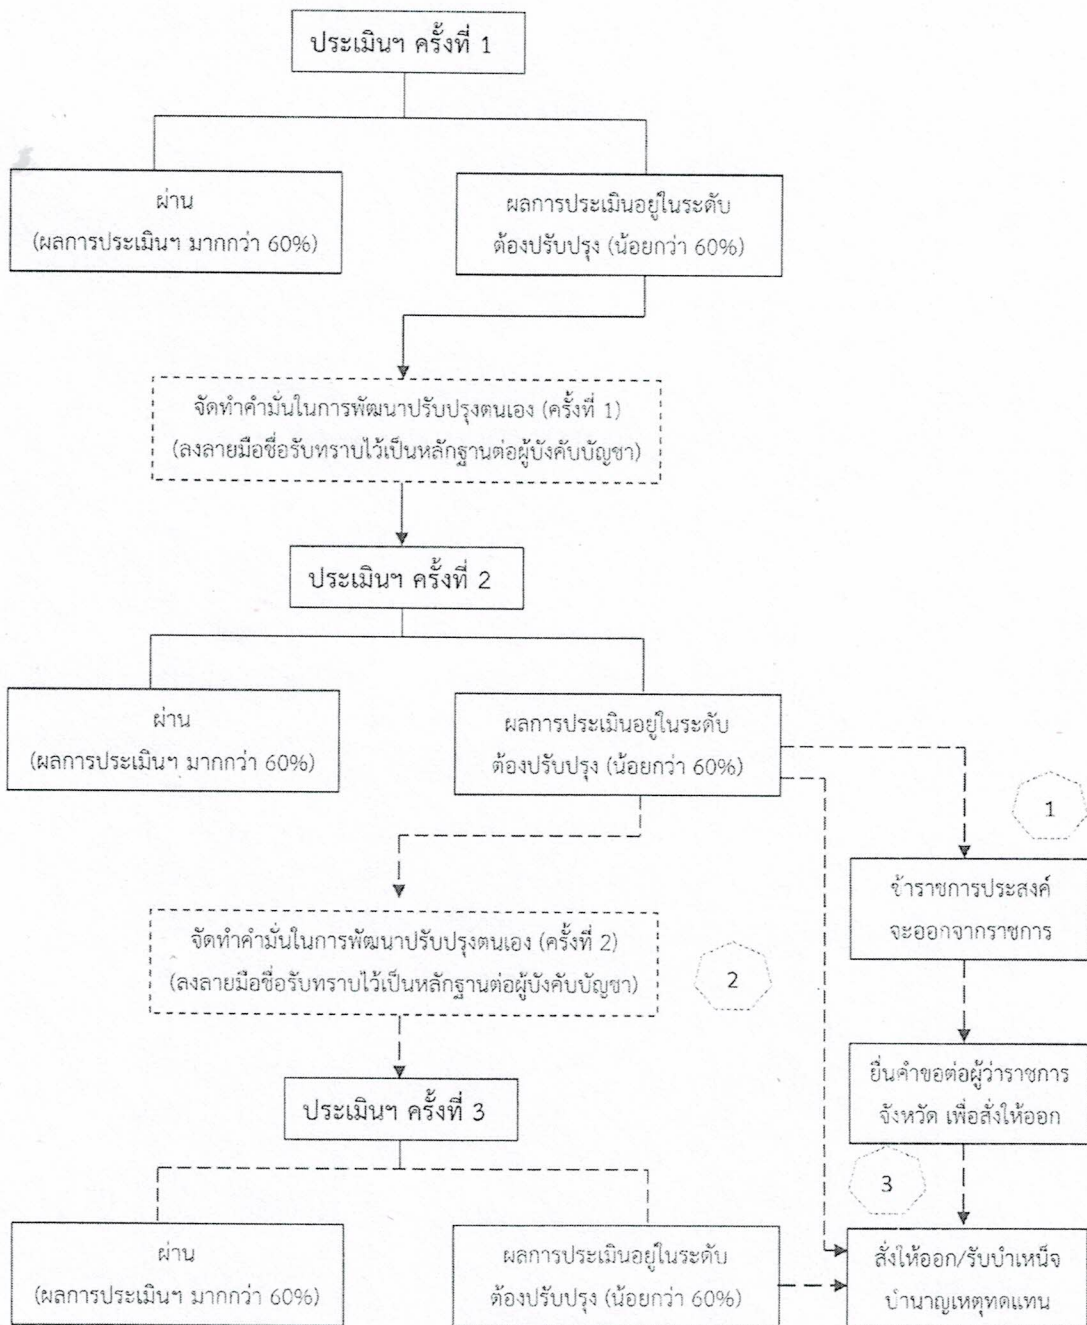 ประเมินฯ ครั้งที่ 1
ผ่าน
(ผลการประเมินฯ มากกว่า 60%)
ผลการประเมินอยู่ในระดับ
ต้องปรับปรุง (น้อยกว่า 60%)
จัดทำคำมั่นในการพัฒนาปรับปรุงตนเอง (ครั้งที่ 1)
(ลงลายมือชื่อรับทราบไว้เป็นหลักฐานต่อผู้บังคับบัญชา)
ประเมินฯ ครั้งที่ 2
ผ่าน
(ผลการประเมินฯ มากกว่า 60%)
ผลการประเมินอยู่ในระดับ
ต้องปรับปรุง (น้อยกว่า 60%)
1
ข้าราชการประสงค์
จะออกจากราชการ
จัดทำคำมั่นในการพัฒนาปรับปรุงตนเอง (ครั้งที่ 2)
(ลงลายมือชื่อรับทราบไว้เป็นหลักฐานต่อผู้บังคับบัญชา)
2
ยื่นคำขอต่อผู้ว่าราชการ
จังหวัด เพื่อสั่งให้ออก
ประเมินฯ ครั้งที่ 3
3
ผ่าน
(ผลการประเมินฯ มากกว่า 60%)
ผลการประเมินอยู่ในระดับ
ต้องปรับปรุง (น้อยกว่า 60%)
สั่งให้ออก/รับบำเหน็จ
บำนาญเหตุทดแทน